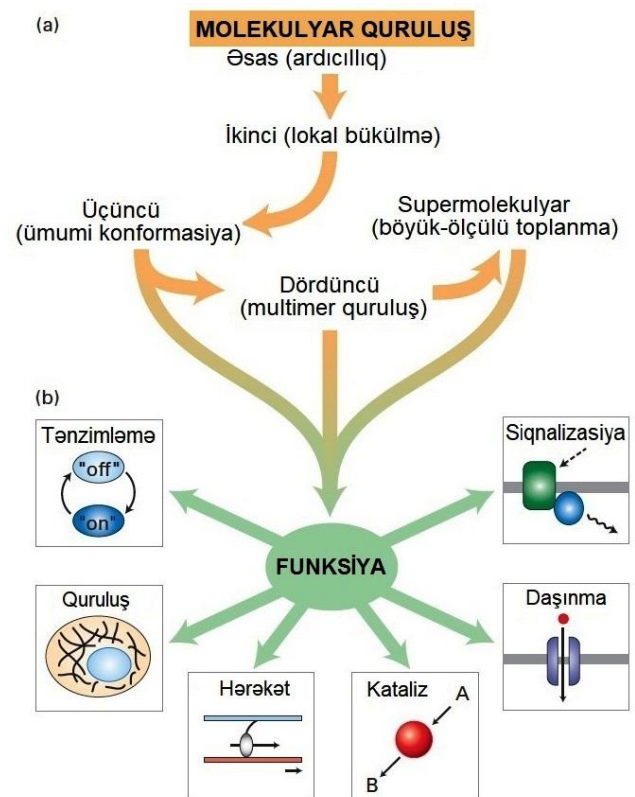 (a)
MOLEKULYAR QURULUŞ
Əsas (ardıcıllıq)
İkinci (lokal bükülmə)
Üçüncü
(ümumi konformasiya)
Supermolekulyar
(böyük-ölçülü toplanma)
Dördüncü
(multimer quruluş)
(b)
Tənzimləmə
"off"
"on"
Siqnalizasiya
FUNKSİYA
Quruluş
Daşınma
Hərəkət
Kataliz
A
B